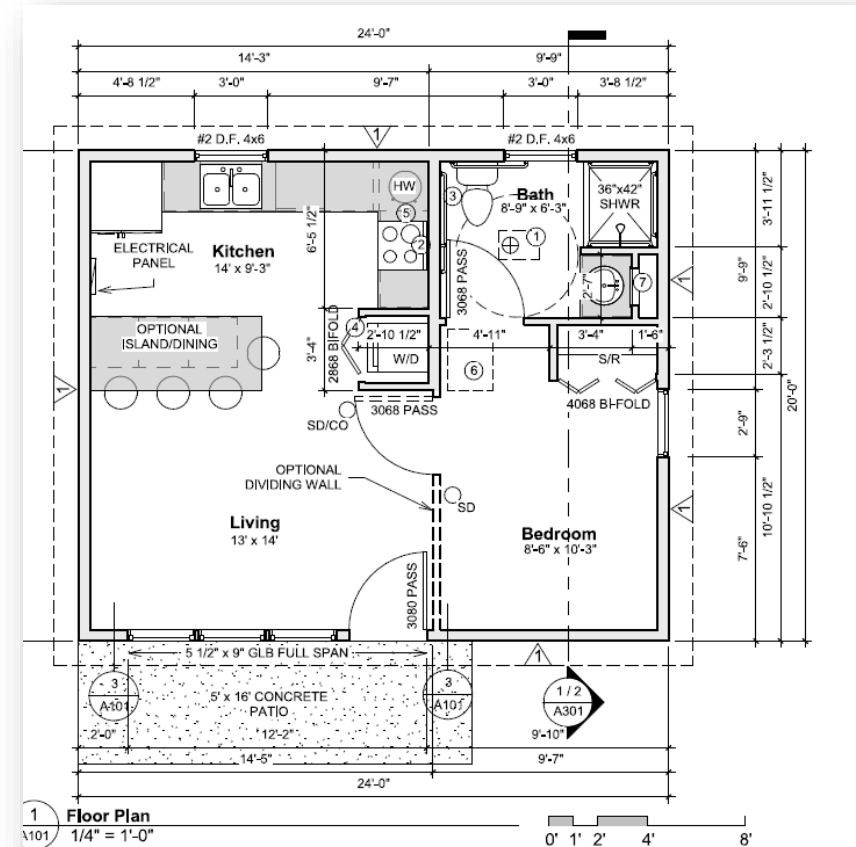 24'-0"
14'-3"
9'-9"
4'-8 1/2"
3'-0"
9'-7"
3'-0"
3'-8 1/2"
#2 D.F. 4x6
1
#2 D.F. 4x6
HW
5
2
3
Bath
8'-9" x 6'-3"
36"x42"
SHWR
1
3'-11 1/2"
ELECTRICAL
PANEL
Kitchen
14' x 9'-3"
6'-5 1/2"
3068 PASS
2'-7"
7
1
9'-9"
2'-10 1/2"
OPTIONAL
ISLAND/DINING
4
2'-10 1/2"
4'-11"
3'-4"
1'-6"
2868 BIFOLD
3'-4"
W/D
6
S/R
2'-3 1/2"
1
3068 PASS
4068 BI-FOLD
20'-0"
SD/CO
2'-9"
OPTIONAL
DIVIDING WALL
SD
1
10'-10 1/2"
Living
13' x 14'
Bedroom
8'-6" x 10'-3"
7'-6"
3080 PASS
5 1/2" x 9" GLB FULL SPAN
1
3
A101
5' x 16' CONCRETE
PATIO
3
A101
1 / 2
A301
2'-0"
12'-2"
9'-10"
14'-5"
9'-7"
24'-0"
1
A101
Floor Plan
1/4" = 1'-0"
0' 1' 2' 4' 8'